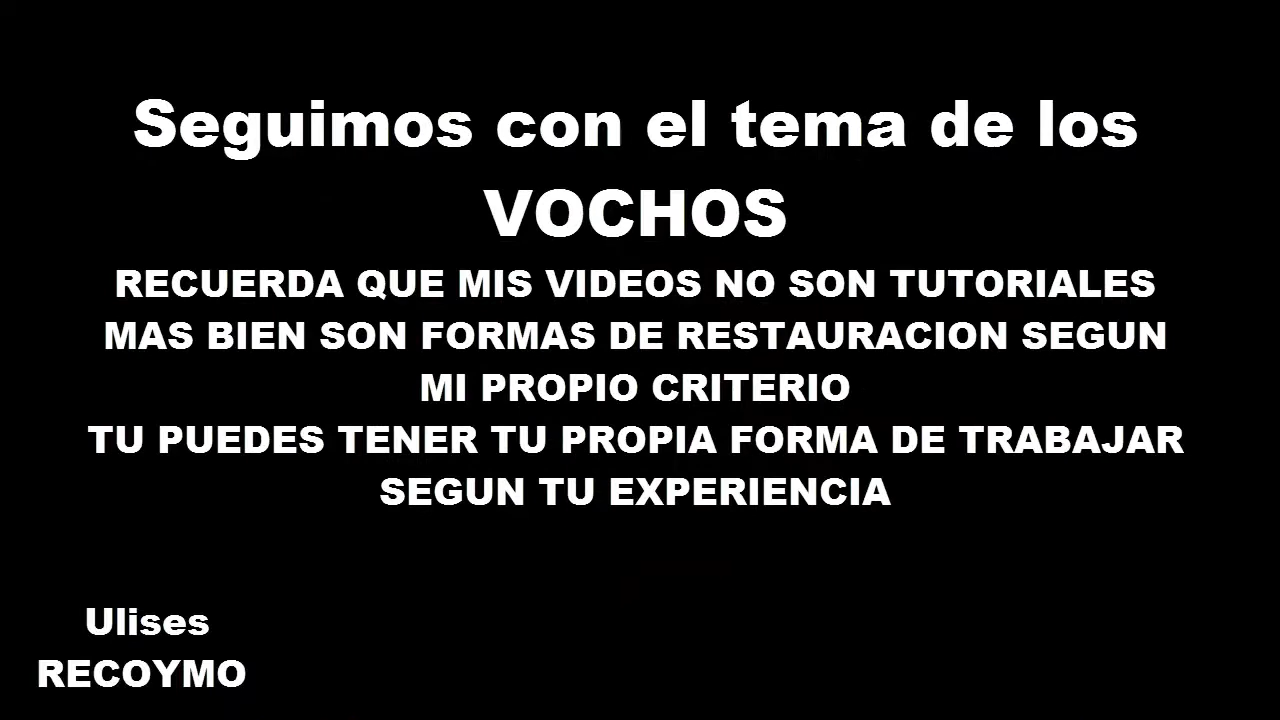 Seguimos con el tema de los
VOCHOS
RECUERDA QUE MIS VIDEOS NO SON TUTORIALES
MAS BIEN SON FORMAS DE RESTAURACION SEGUN
MI PROPIO CRITERIO
TU PUEDES TENER TU PROPIA FORMA DE TRABAJAR
SEGUN TU EXPERIENCIA
Ulises
RECOYMO